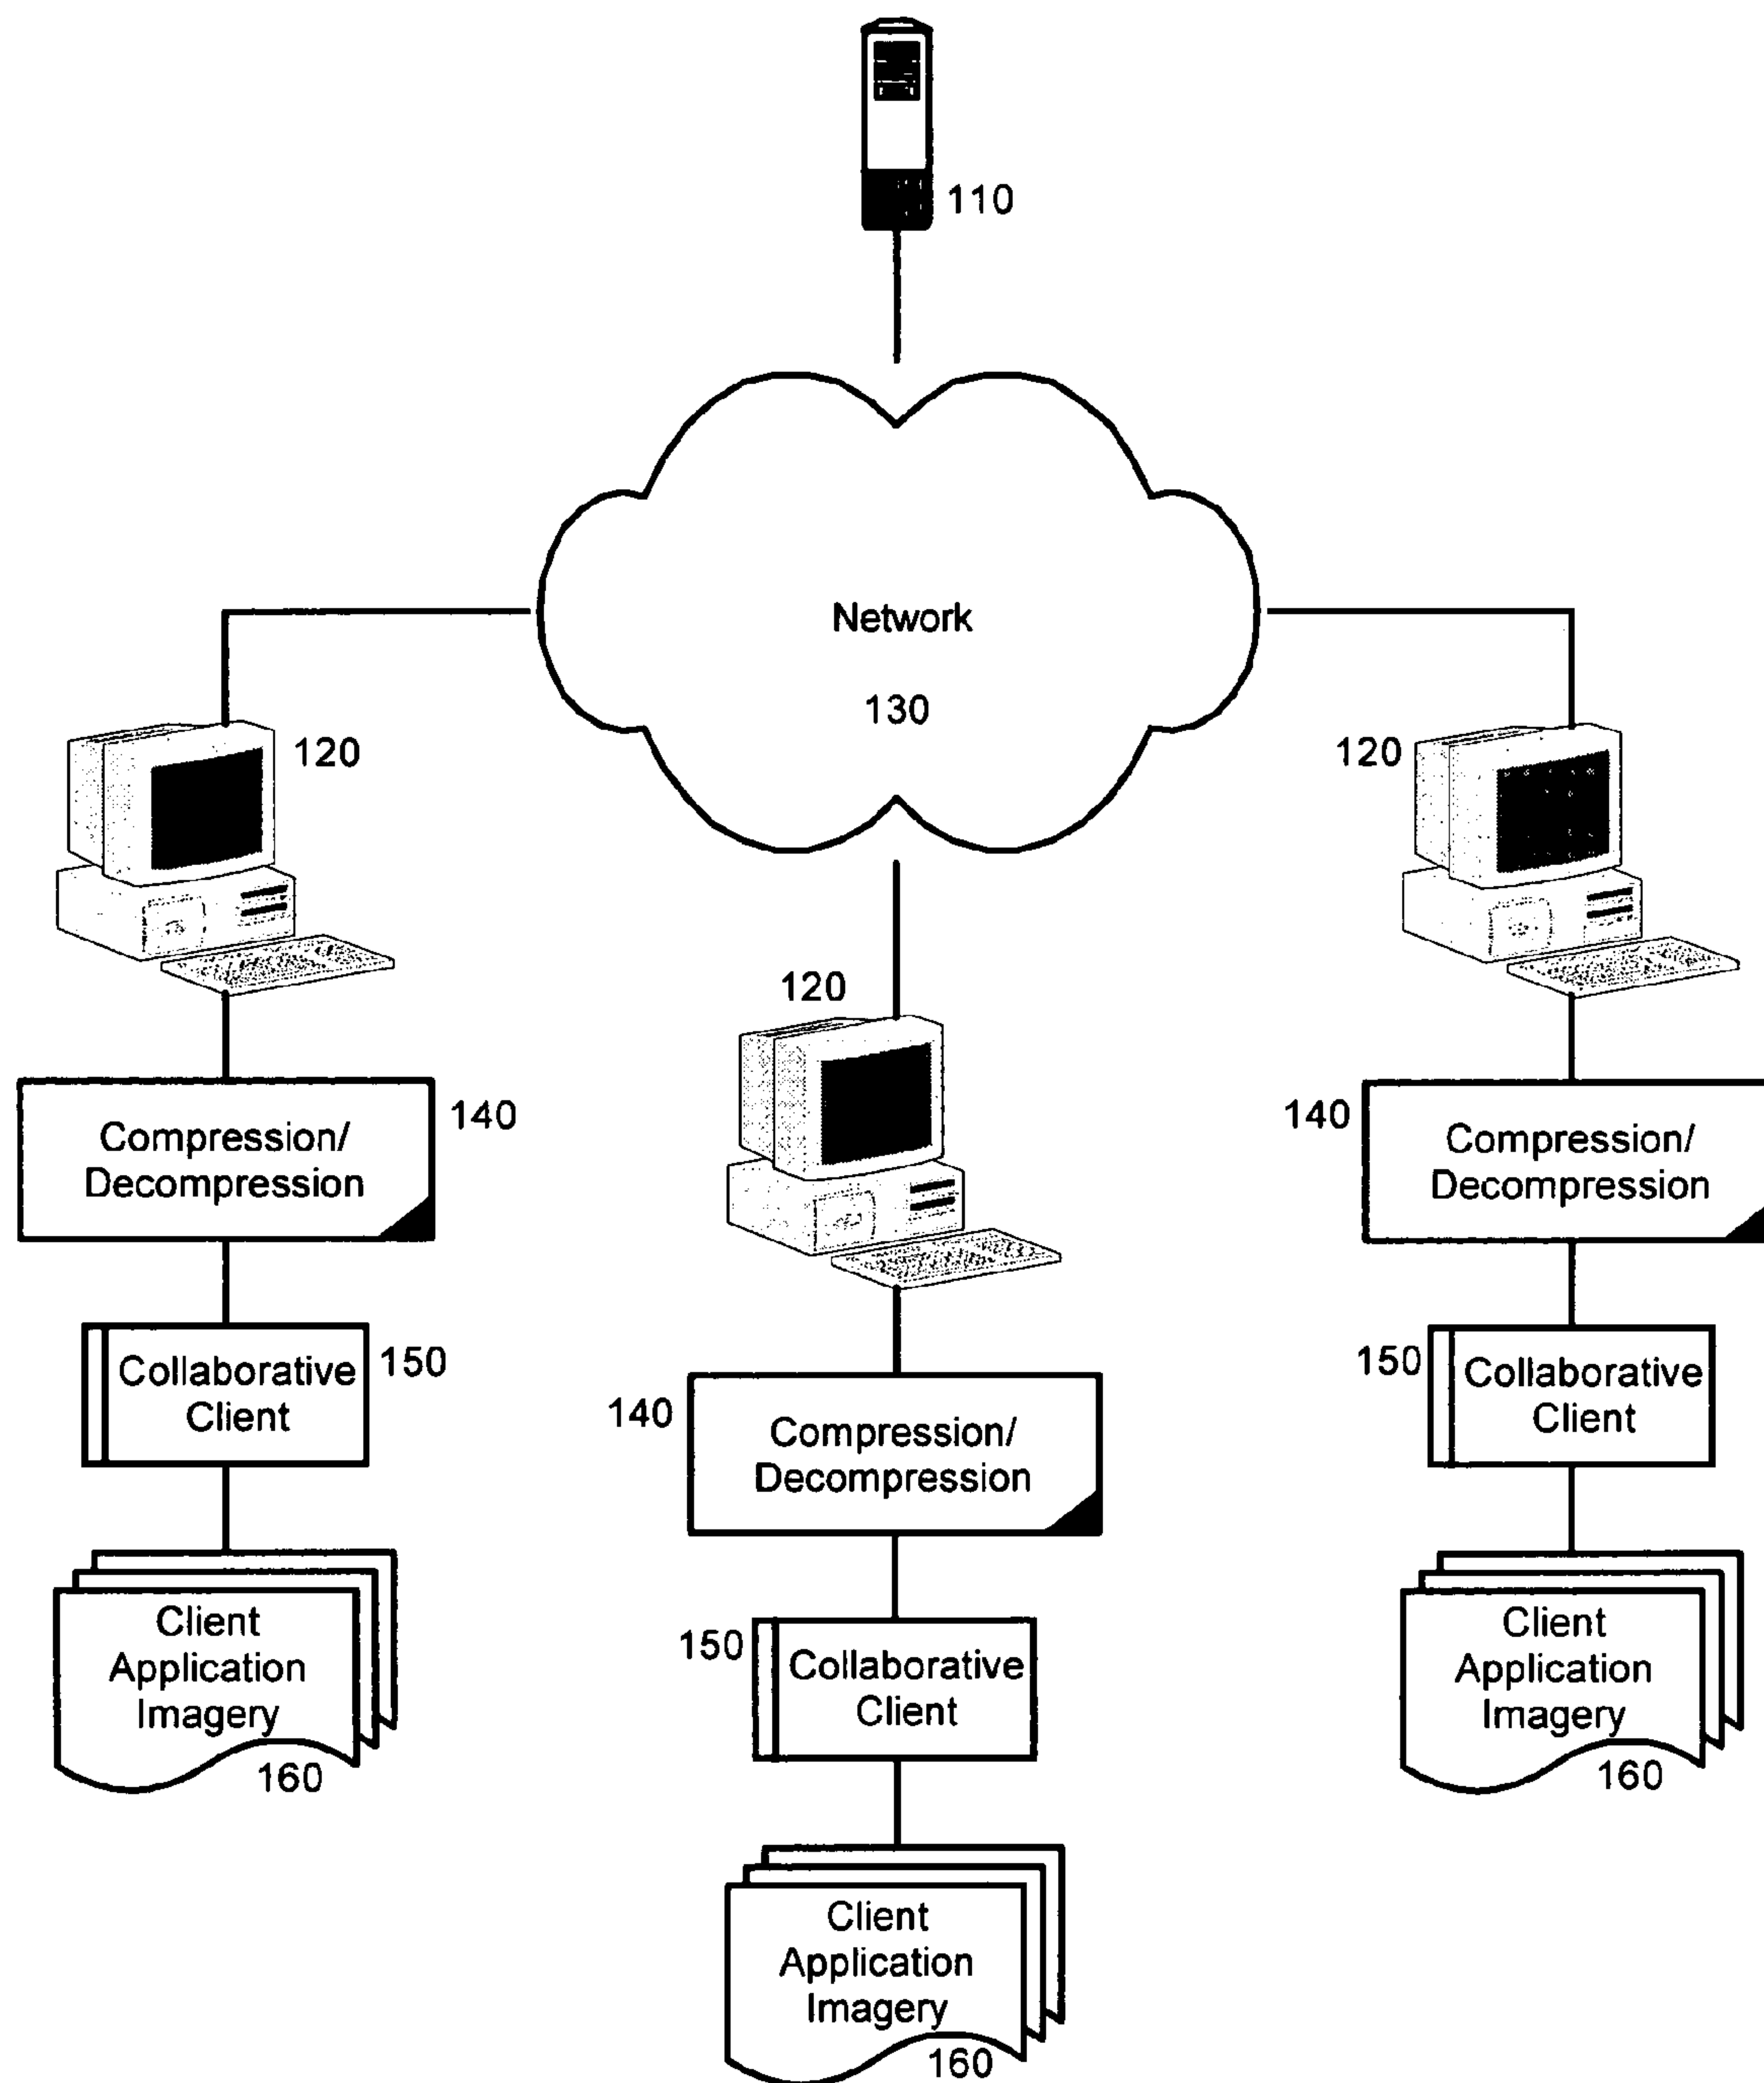 110
Network
130
120
120
120
Compression/
Decompression
140
140
Compression/
Decompression
Collaborative
Client
150
150
Collaborative
Client
140
Compression/
Decompression
Client
Application
Imagery
160
150
Collaborative
Client
Client
Application
Imagery
160
Client
Application
Imagery
160